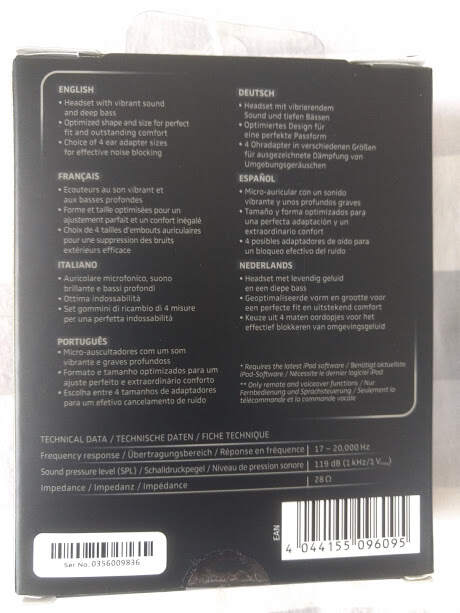 ENGLISH
• Headset with vibrant sound
and deep bass
• Optimized shape and size for perfect
fit and outstanding comfort
• Choice of 4 ear adapter sizes
for effective noise blocking
FRANÇAIS
• Ecouteurs au son vibrant et
aux basses profondes
• Forme et taille optimisées pour un
ajustement parfait et un confort inégalé
• Choix de 4 tailles d'embouts auriculaires
pour une suppression des bruits
extérieurs efficace
ITALIANO
• Auricolare microfonico, suono
brillante e bassi profondi
• Ottima indossabilità
• Set gommini di ricambio di 4 misure
per una perfetta indossabilità
PORTUGUÊS
• Micro-auscultadores com um som
vibrante e graves profundoss
• Formato e tamanho optimizados para um
ajuste perfeito e extraordinário conforto
• Escolha entre 4 tamanhos de adaptadores
para um efetivo cancelamento de ruído
DEUTSCH
• Headset mit vibrierendem
Sound und tiefen Bässen
• Optimiertes Design für
eine perfekte Passform
• 4 Ohradapter in verschiedenen Größen
für ausgezeichnete Dämpfung von
Umgebungsgeräuschen
ESPAÑOL
• Micro-auricular con un sonido
vibrante y unos profundos graves
• Tamaño y forma optimizados para
una perfecta adaptación y un
extraordinario confort
• 4 posibles adaptadores de oído para
un bloqueo efectivo del ruido
NEDERLANDS
• Headset met levendig geluid
en een diepe bass
• Geoptimaliseerde vorm en grootte voor
een perfecte fit en uitstekend comfort
• Keuze uit 4 maten oordopjes voor het
effectief blokkeren van omgevingsgeluid
* Requires the latest iPod software / Benötigt aktuellste
iPod-Software / Nécessite le dernier logiciel iPod
** Only remote and voiceover functions / Nur
Fernbedienung und Sprachsteuerung / Seulement la
télécommande et la commande vocale
TECHNICAL DATA / TECHNISCHE DATEN / FICHE TECHNIQUE
Frequency response / Übertragungsbereich / Réponse en fréquence | 17 – 20,000 Hz
Sound pressure level (SPL) / Schalldruckpegel / Niveau de pression sonore | 119 dB (1 kHz/1 Vrms)
Impedance / Impedanz / Impédance | 28 Ω
Ser No. 0356009836
EAN
4 044155 096095